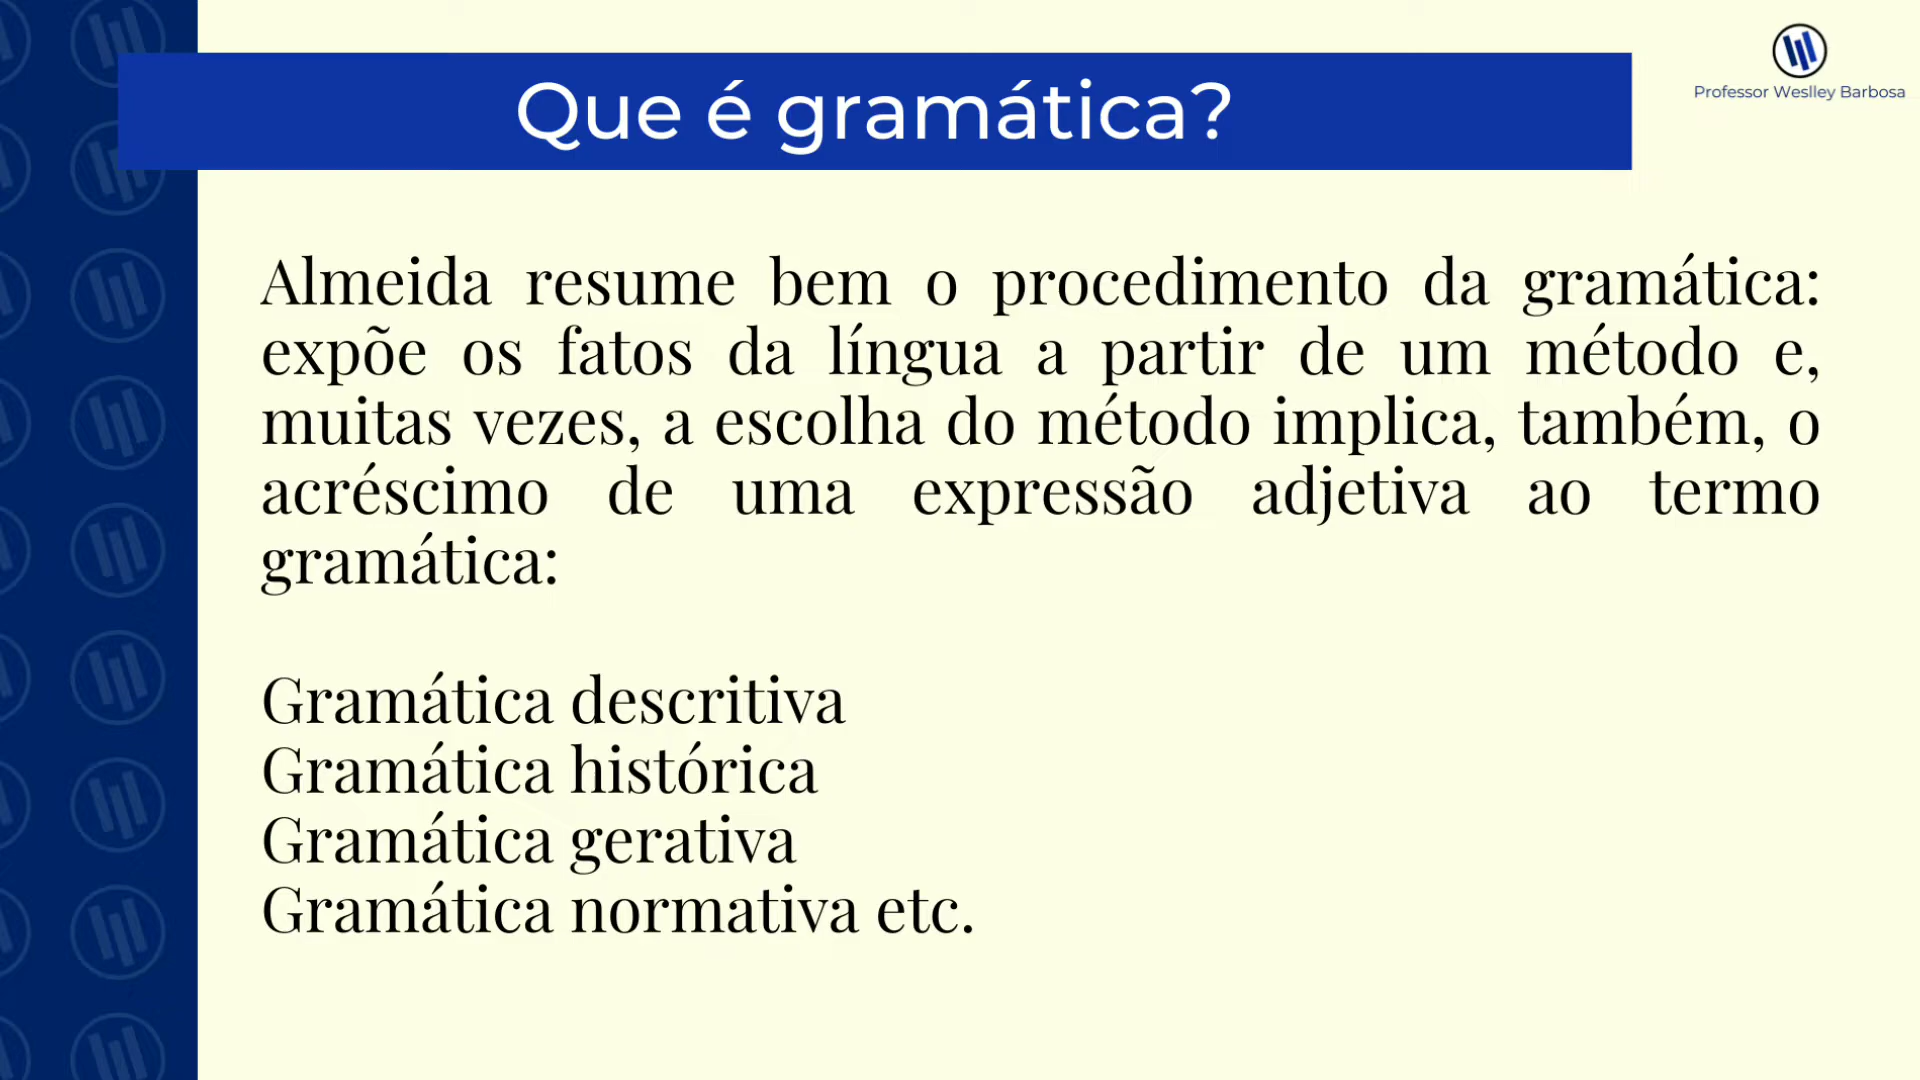 Que é gramática?
Professor Weslley Barbosa
Almeida resume bem o procedimento da gramática:
expõe os fatos da língua a partir de um método e,
muitas vezes, a escolha do método implica, também, o
acréscimo de uma expressão adjetiva ao termo
gramática:
Gramática descritiva
Gramática histórica
Gramática gerativa
Gramática normativa etc.